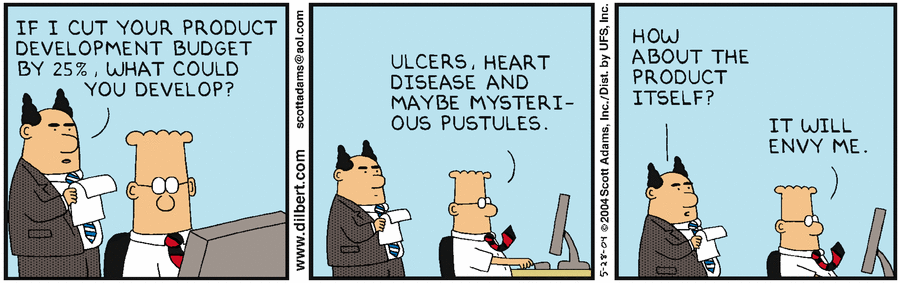 IF I CUT YOUR PRODUCT
DEVELOPMENT BUDGET
BY 25%, WHAT COULD
YOU DEVELOP?
www.dilbert.com
scottadams@aol.com
ULCERS, HEART
DISEASE AND
MAYBE MYSTERI-
OUS PUSTULES.
5-28-04 © 2004 Scott Adams, Inc./Dist. by UFS, Inc.
HOW
ABOUT THE
PRODUCT
ITSELF?
IT WILL
ENVY ME.